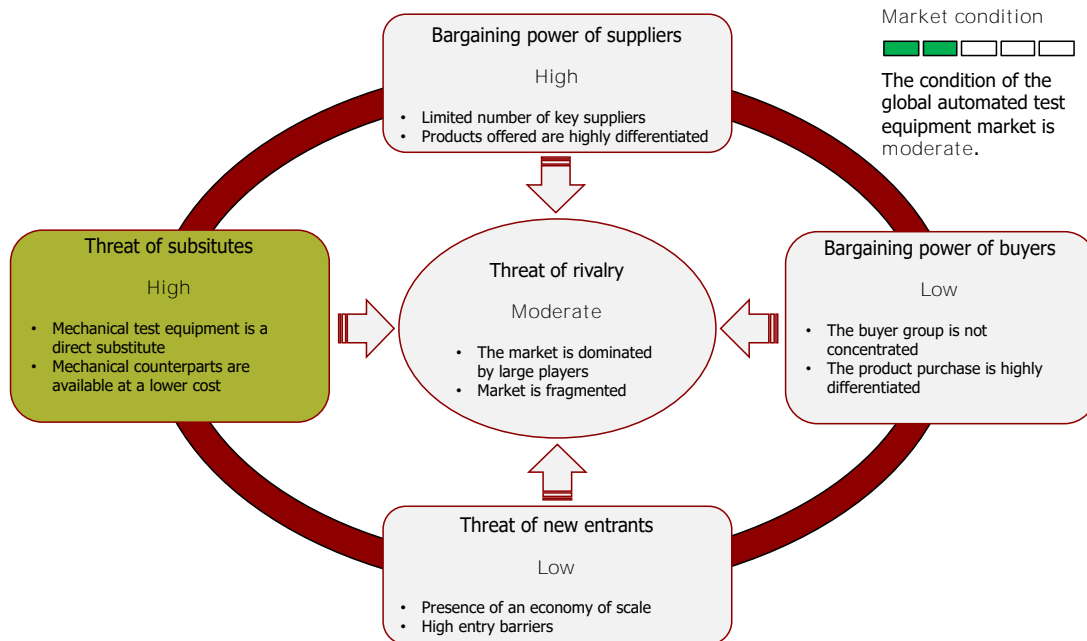 Bargaining power of suppliers
High
• Limited number of key suppliers
• Products offered are highly differentiated
Market condition
The condition of the
global automated test
equipment market is
moderate.
Threat of subsitutes
High
• Mechanical test equipment is a
direct substitute
• Mechanical counterparts are
available at a lower cost
Threat of rivalry
Moderate
• The market is dominated
by large players
• Market is fragmented
Bargaining power of buyers
Low
• The buyer group is not
concentrated
• The product purchase is highly
differentiated
Threat of new entrants
Low
• Presence of an economy of scale
• High entry barriers